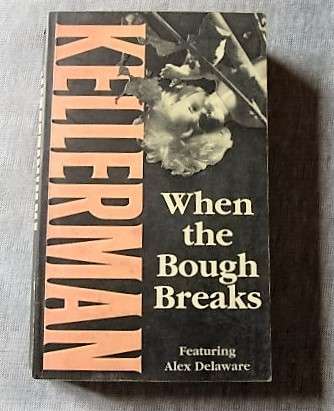 KELLERMAN
When
the
Bough
Breaks
Featuring
Alex Delaware